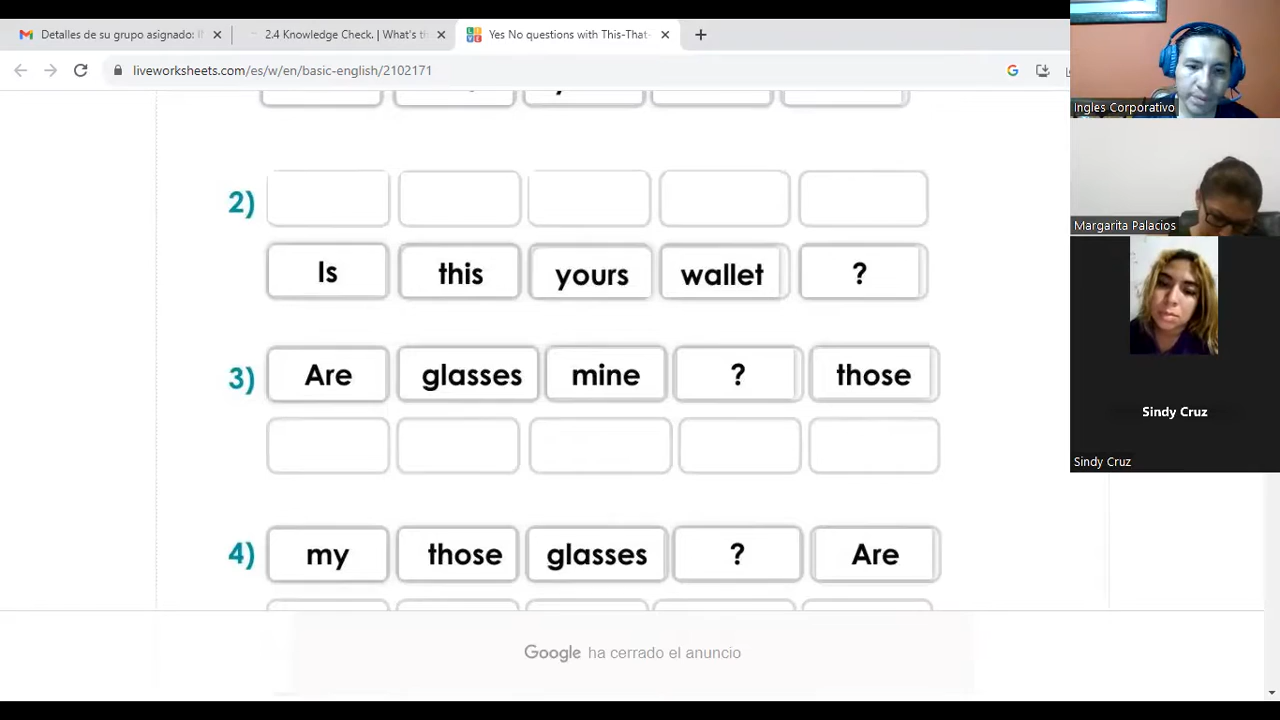 Detalles de su grupo asignado
2.4 Knowledge Check | What's
Yes No questions with This-That-
liveworksheets.com/es/w/en/basic-english/2102171
Ingles Corporativo
Margarita Palacios
Sindy Cruz
Sindy Cruz
2)
Is this yours wallet ?
3) Are glasses mine ? those
4) my those glasses ? Are
Google ha cerrado el anuncio